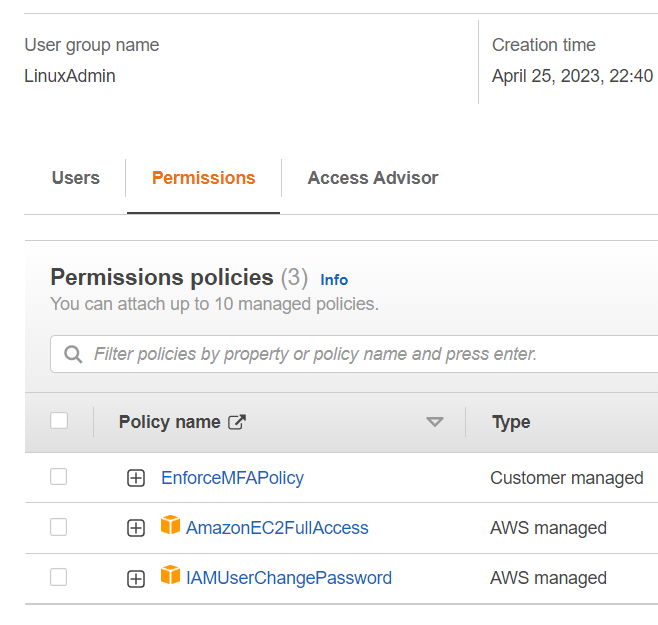 User group name
Creation time
LinuxAdmin
April 25, 2023, 22:40
Users
Permissions
Access Advisor
Permissions policies (3) Info
You can attach up to 10 managed policies.
Filter policies by property or policy name and press enter.
Policy name
Type
EnforceMFAPolicy
Customer managed
AmazonEC2FullAccess
AWS managed
IAMUserChangePassword
AWS managed